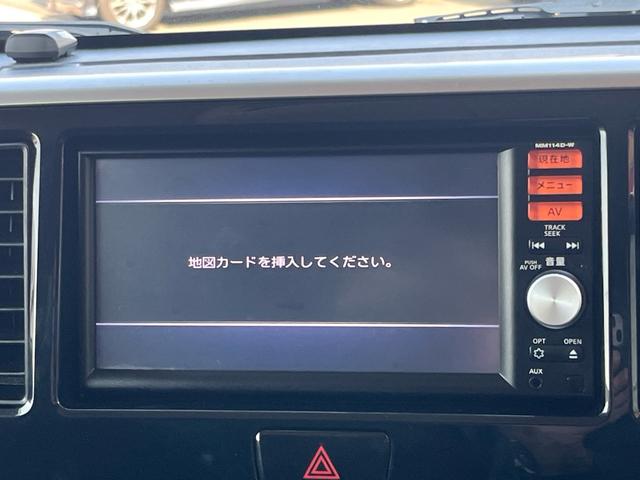 MM114D-W
現在地
メニュー
AV
TRACK
SEEK
地図カードを挿入してください。
PUSH
AV OFF
音量
OPT
OPEN
AUX